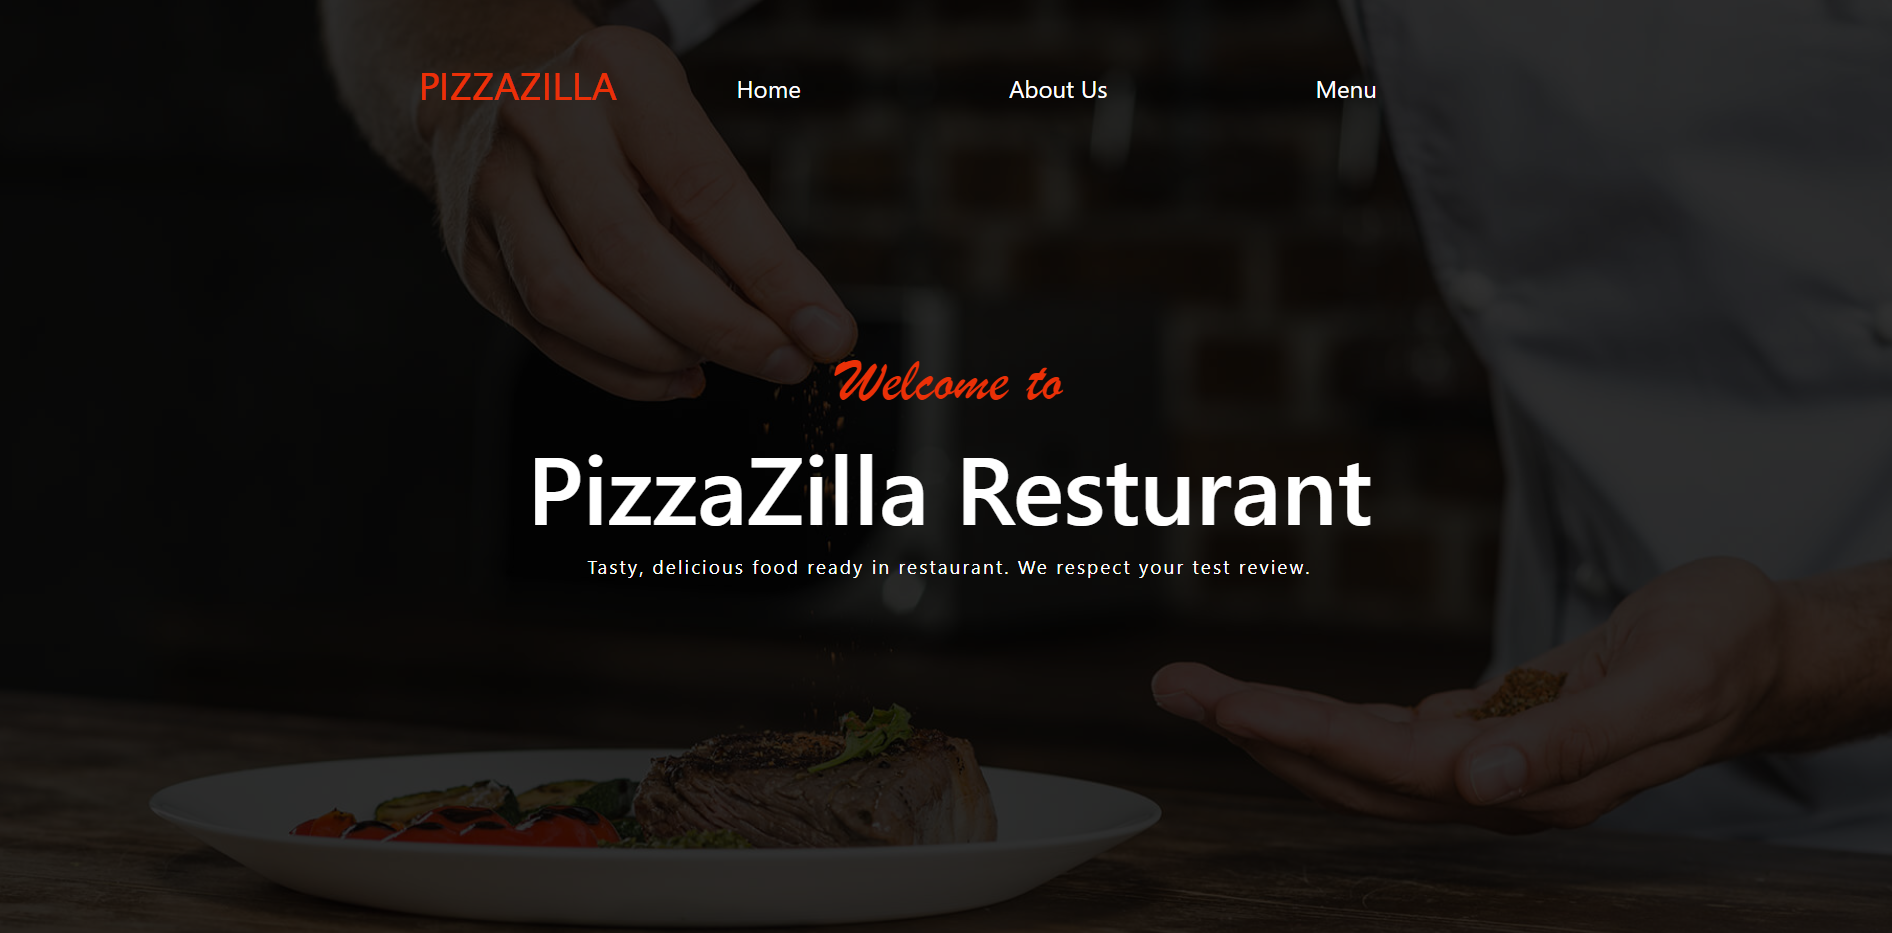 PIZZAZILLA Home About Us Menu
Welcome to
PizzaZilla Resturant
Tasty, delicious food ready in restaurant. We respect your test review.